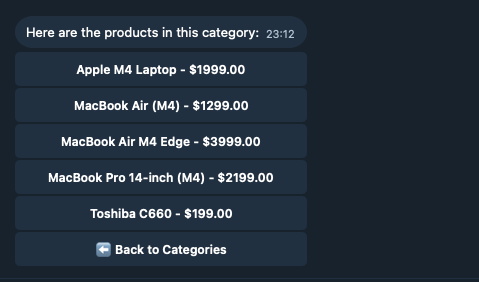 Here are the products in this category: 23:12
Apple M4 Laptop - $1999.00
MacBook Air (M4) - $1299.00
MacBook Air M4 Edge - $3999.00
MacBook Pro 14-inch (M4) - $2199.00
Toshiba C660 - $199.00
⬅️ Back to Categories